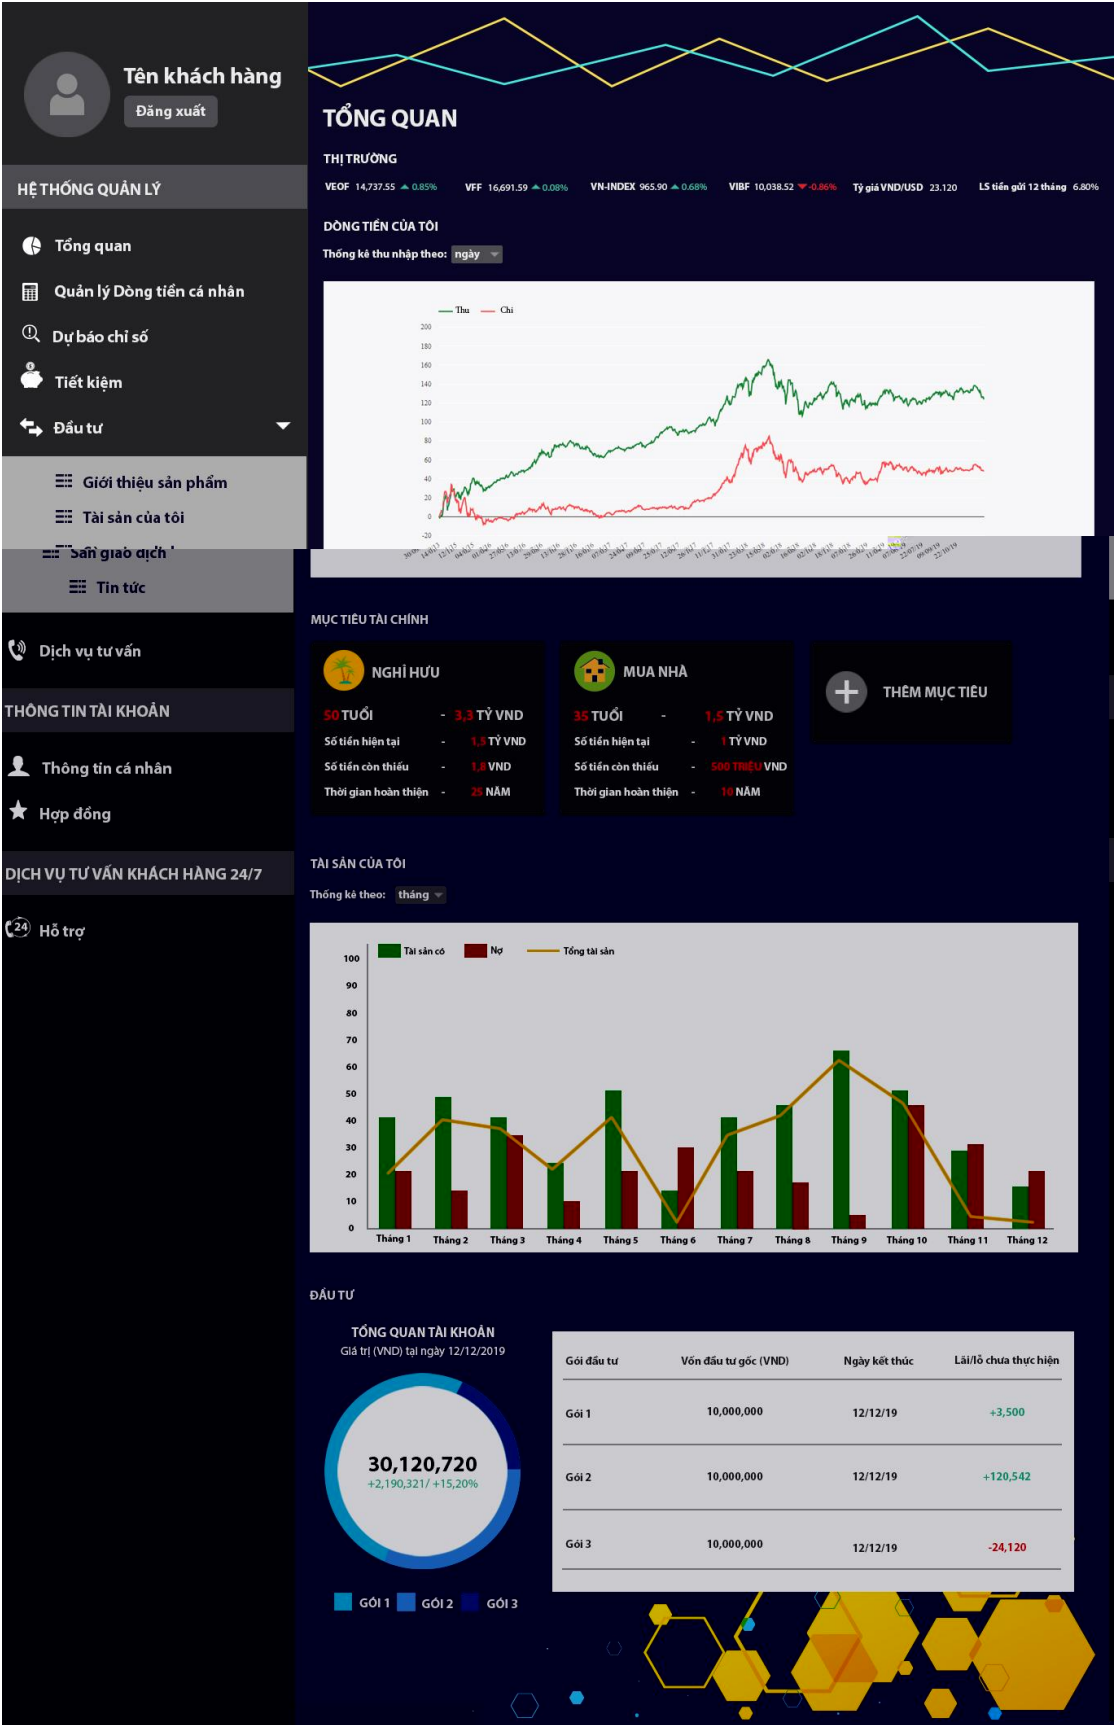 Tên khách hàng
Đăng xuất
HỆ THỐNG QUẢN LÝ
Tổng quan
Quản lý Dòng tiền cá nhân
Dự báo chỉ số
Tiết kiệm
Đầu tư
Giới thiệu sản phẩm
Tài sản của tôi
Sàn giao dịch
Tin tức
Dịch vụ tư vấn
THÔNG TIN TÀI KHOẢN
Thông tin cá nhân
Hợp đồng
DỊCH VỤ TƯ VẤN KHÁCH HÀNG 24/7
24 Hỗ trợ
TỔNG QUAN
THỊ TRƯỜNG
VEOF 14,737.55 ▲ 0.85% VFF 16,691.59 ▲ 0.08% VN-INDEX 965.90 ▲ 0.68% VIBF 10,038.52 ▼ -0.86% Tỷ giá VND/USD 23.120 LS tiền gửi 12 tháng 6.80%
DÒNG TIỀN CỦA TÔI
Thống kê thu nhập theo: ngày
Thu Chi
200
180
160
140
120
100
80
60
40
20
0
-20
MỤC TIÊU TÀI CHÍNH
NGHỈ HƯU
50 TUỔI - 3,3 TỶ VND
Số tiền hiện tại - 1,5 TỶ VND
Số tiền còn thiếu - 1,8 VND
Thời gian hoàn thiện - 25 NĂM
MUA NHÀ
35 TUỔI - 1,5 TỶ VND
Số tiền hiện tại - 1 TỶ VND
Số tiền còn thiếu - 500 TRIỆU VND
Thời gian hoàn thiện - 10 NĂM
THÊM MỤC TIÊU
TÀI SẢN CỦA TÔI
Thống kê theo: tháng
Tài sản có Nợ Tổng tài sản
100
90
80
70
60
50
40
30
20
10
0
Tháng 1 Tháng 2 Tháng 3 Tháng 4 Tháng 5 Tháng 6 Tháng 7 Tháng 8 Tháng 9 Tháng 10 Tháng 11 Tháng 12
ĐẦU TƯ
TỔNG QUAN TÀI KHOẢN
Giá trị (VND) tại ngày 12/12/2019
30,120,720
+2,190,321/ +15,20%
GÓI 1 GÓI 2 GÓI 3
Gói đầu tư Vốn đầu tư gốc (VND) Ngày kết thúc Lãi/lỗ chưa thực hiện
Gói 1 10,000,000 12/12/19 +3,500
Gói 2 10,000,000 12/12/19 +120,542
Gói 3 10,000,000 12/12/19 -24,120